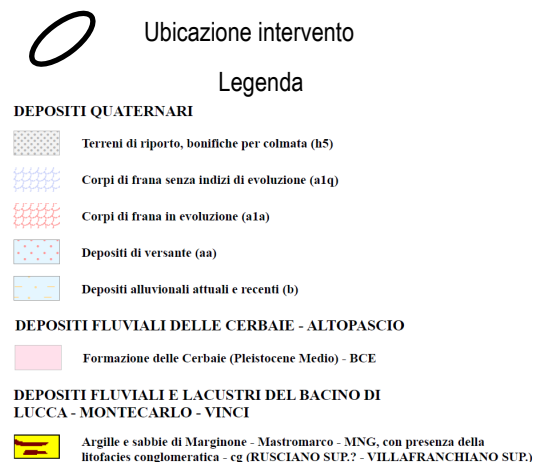 Ubicazione intervento
Legenda
DEPOSITI QUATERNARI
Terreni di riporto, bonifiche per colmata (h5)
Corpi di frana senza indizi di evoluzione (a1q)
Corpi di frana in evoluzione (a1a)
Depositi di versante (aa)
Depositi alluvionali attuali e recenti (b)
DEPOSITI FLUVIALI DELLE CERBAIE - ALTOPASCIO
Formazione delle Cerbaie (Pleistocene Medio) - BCE
DEPOSITI FLUVIALI E LACUSTRI DEL BACINO DI
LUCCA - MONTECARLO - VINCI
Argille e sabbie di Marginone - Mastromarco - MNG, con presenza della
litofacies conglomeratica - cg (RUSCIANO SUP.? - VILLAFRANCHIANO SUP.)